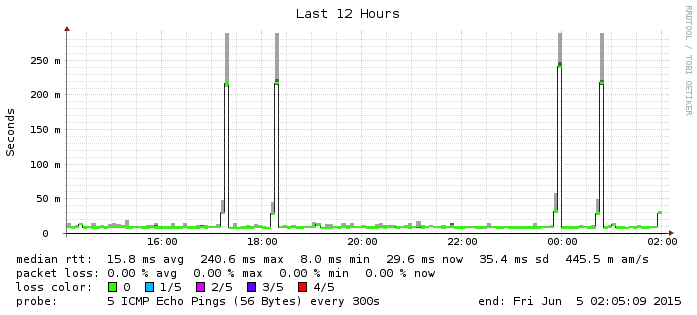 Last 12 Hours
RRDTOOL / TOBI OETIKER
Seconds
250 m
200 m
150 m
100 m
50 m
0
16:00 18:00 20:00 22:00 00:00 02:00
median rtt: 15.8 ms avg 240.6 ms max 8.0 ms min 29.6 ms now 35.4 ms sd 445.5 m am/s
packet loss: 0.00 % avg 0.00 % max 0.00 % min 0.00 % now
loss color: 0 1/5 2/5 3/5 4/5
probe: 5 ICMP Echo Pings (56 Bytes) every 300s end: Fri Jun 5 02:05:09 2015